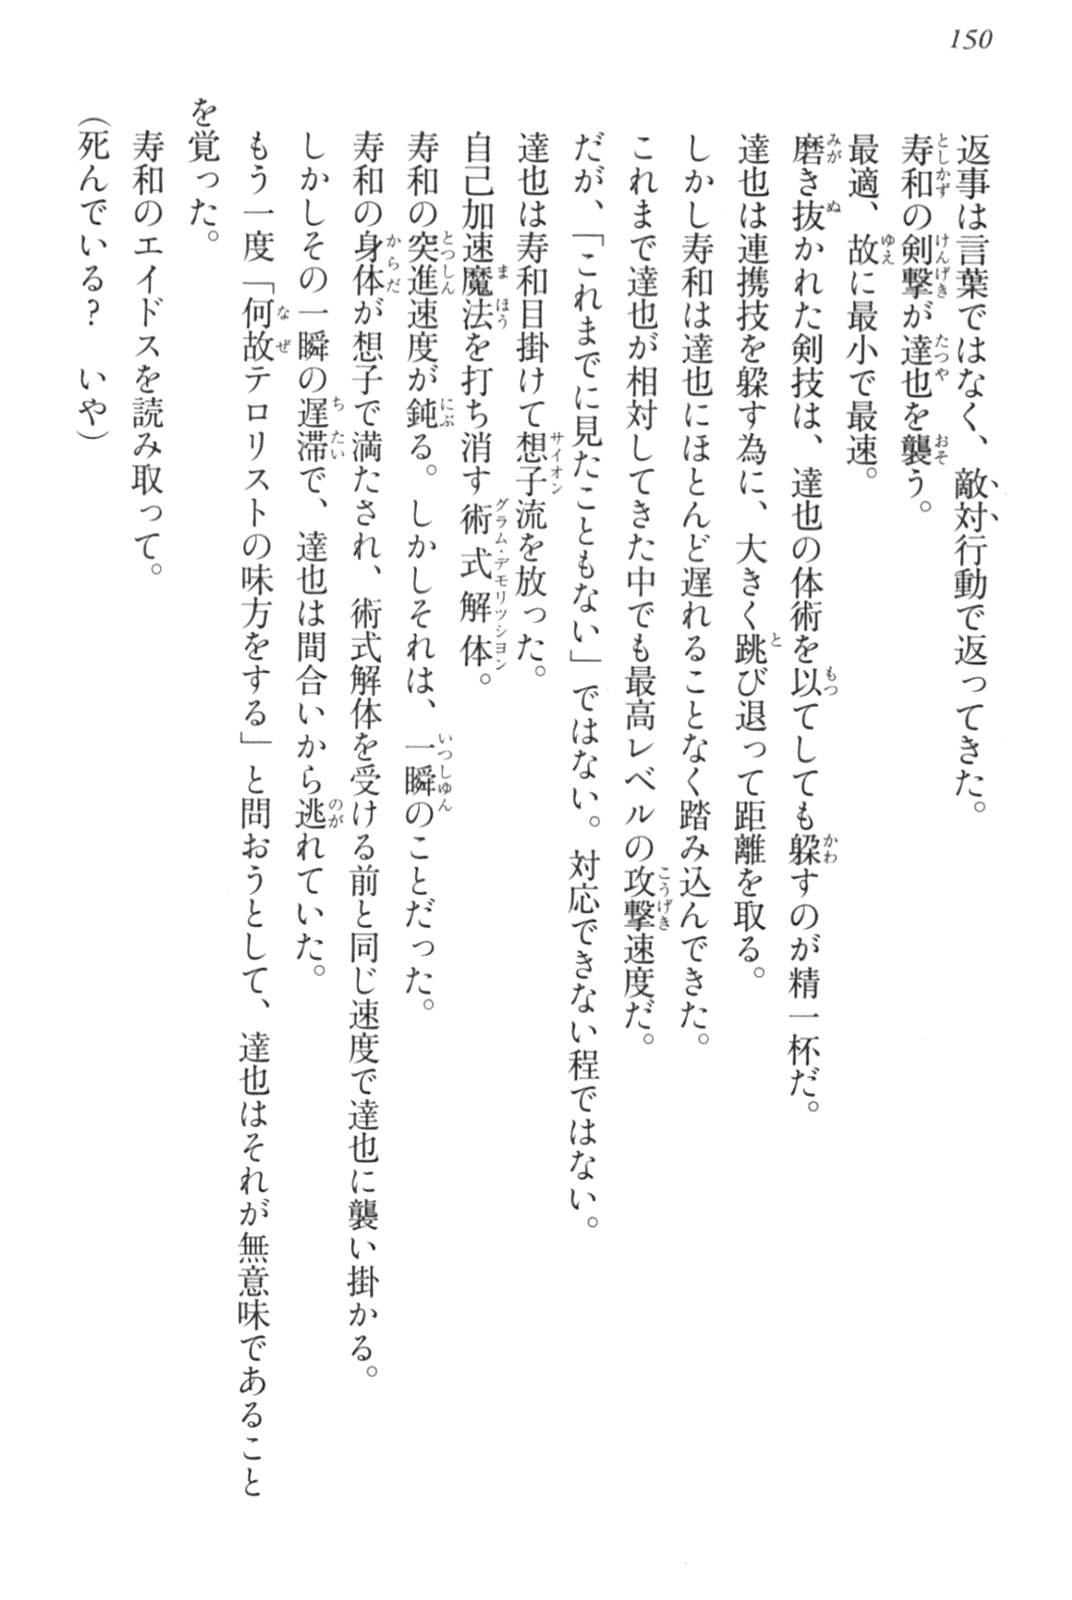 150
返事は言葉ではなく、敵対行動で返ってきた。
寿和の剣撃が達也を襲う。
最適、故に最小で最速。
磨き抜かれた剣技は、達也の体術を以てしても躱すのが精一杯だ。
達也は連携技を躱す為に、大きく跳び退って距離を取る。
しかし寿和は達也にほとんど遅れることなく踏み込んできた。
これまで達也が相対してきた中でも最高レベルの攻撃速度だ。
だが、「これまでに見たこともない」ではない。対応できない程ではない。
達也は寿和目掛けて想子流を放った。
自己加速魔法を打ち消す術式解体。
寿和の突進速度が鈍る。しかしそれは、一瞬のことだった。
寿和の身体が想子で満たされ、術式解体を受ける前と同じ速度で達也に襲い掛かる。
しかしその一瞬の遅滞で、達也は間合いから逃れていた。
もう一度「何故テロリストの味方をする」と問おうとして、達也はそれが無意味であること
を覚った。
寿和のエイドスを読み取って。
（死んでいる？　いや）